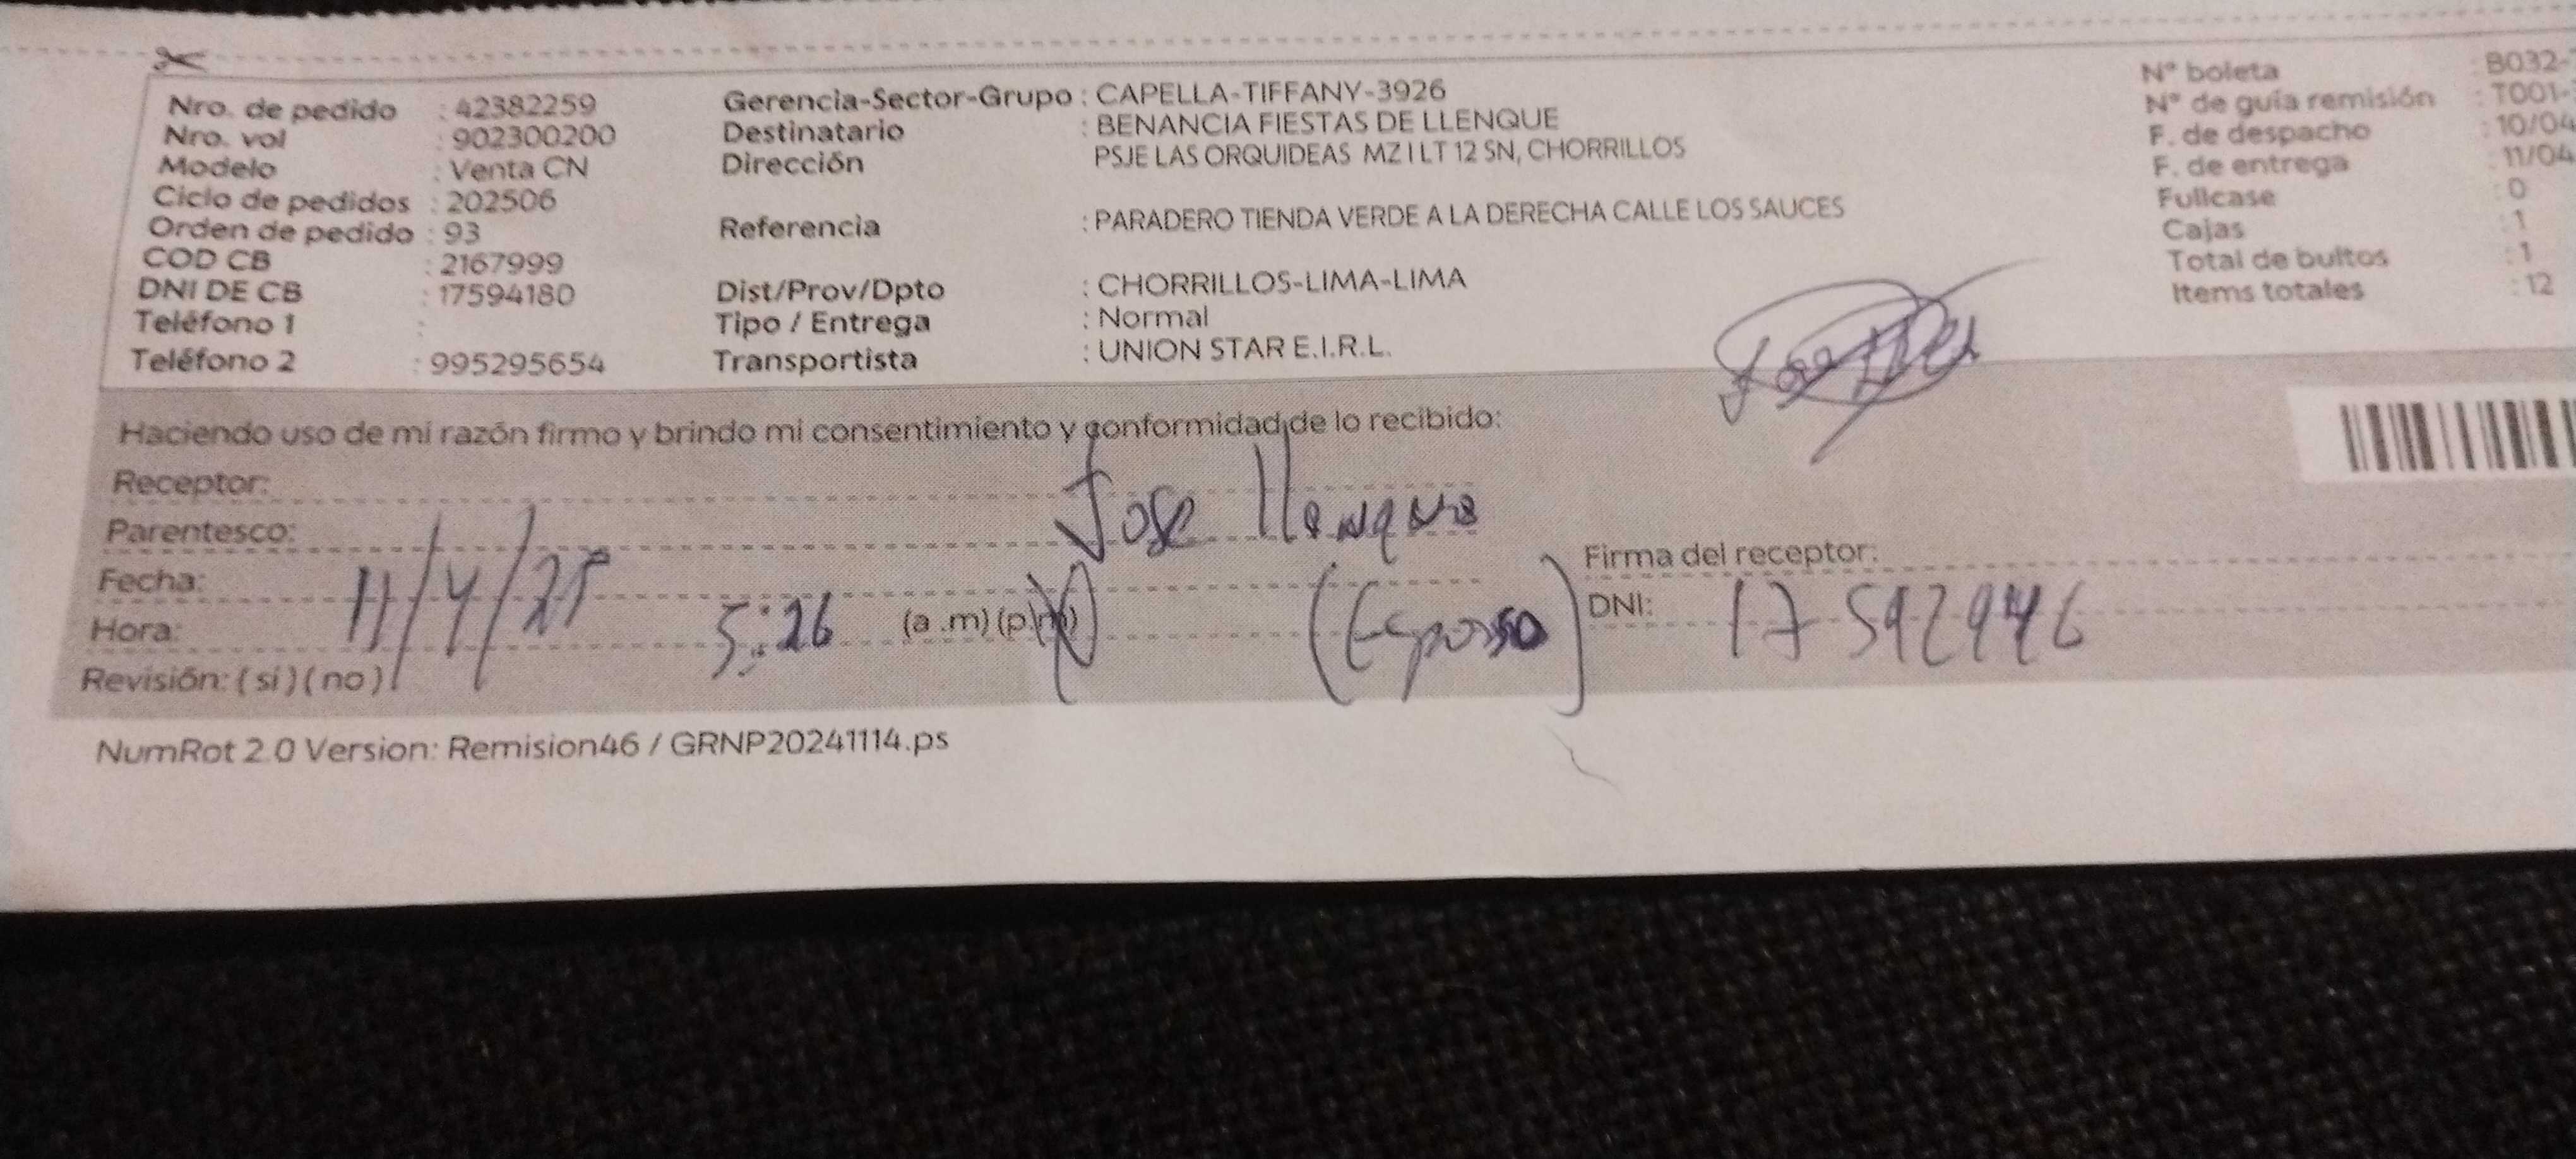 Nro. de pedido : 42382259
Nro. vol : 902300200
Modelo : Venta CN
Ciclo de pedidos : 202506
Orden de pedido : 93
COD CB : 2167999
DNI DE CB : 17594180
Teléfono 1 :
Teléfono 2 : 995295654
Gerencia-Sector-Grupo : CAPELLA-TIFFANY-3926
Destinatario : BENANCIA FIESTAS DE LLENQUE
Dirección PSJE LAS ORQUIDEAS MZ I LT 12 SN, CHORRILLOS
Referencia : PARADERO TIENDA VERDE A LA DERECHA CALLE LOS SAUCES
Dist/Prov/Dpto : CHORRILLOS-LIMA-LIMA
Tipo / Entrega : Normal
Transportista : UNION STAR E.I.R.L.
N° boleta : B032-
N° de guía remisión : T001-
F. de despacho : 10/04
F. de entrega : 11/04
Fullcase : 0
Cajas : 1
Total de bultos : 1
Items totales : 12
Haciendo uso de mi razón firmo y brindo mi consentimiento y conformidad de lo recibido:
Receptor: Jose Llenque
Parentesco: (Esposo)
Fecha: 11/4/25
Hora: 5:26 (a .m) (p.m)
Revisión: ( si ) ( no )
Firma del receptor:
DNI: 17592946
NumRot 2.0 Version: Remision46 / GRNP20241114.ps